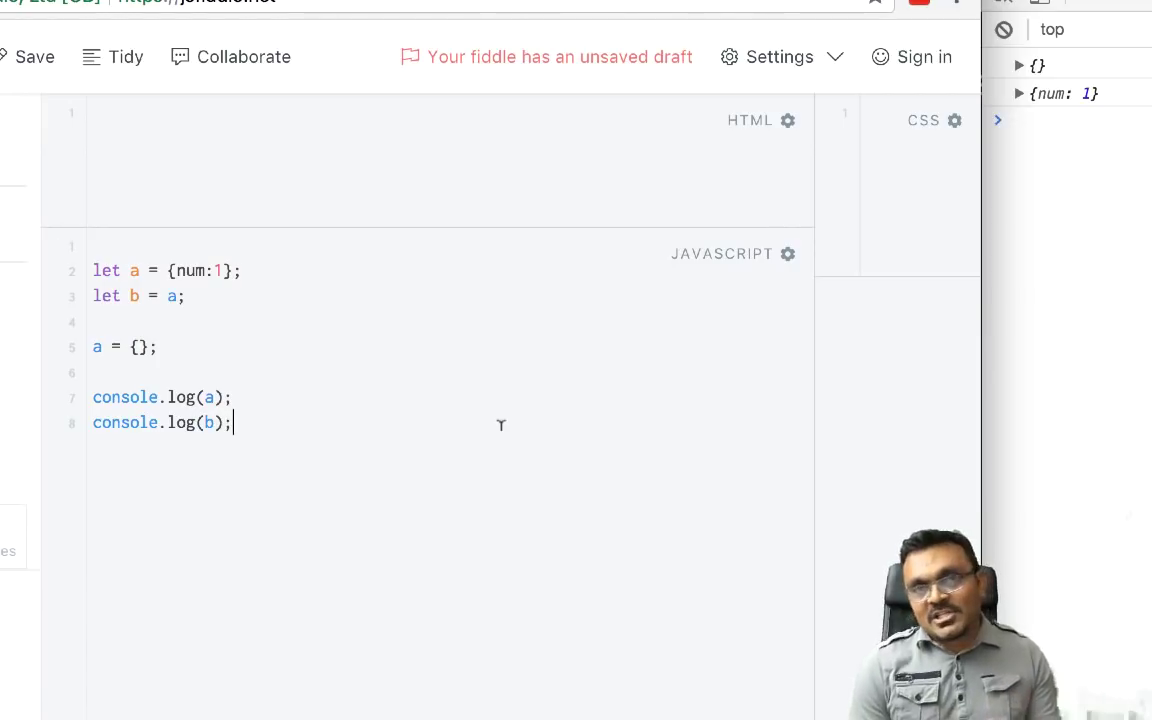 Save Tidy Collaborate Your fiddle has an unsaved draft Settings Sign in
top
{}
{num: 1}
>
1
HTML
1
CSS
JAVASCRIPT
1
2 let a = {num:1};
3 let b = a;
4
5 a = {};
6
7 console.log(a);
8 console.log(b);
es